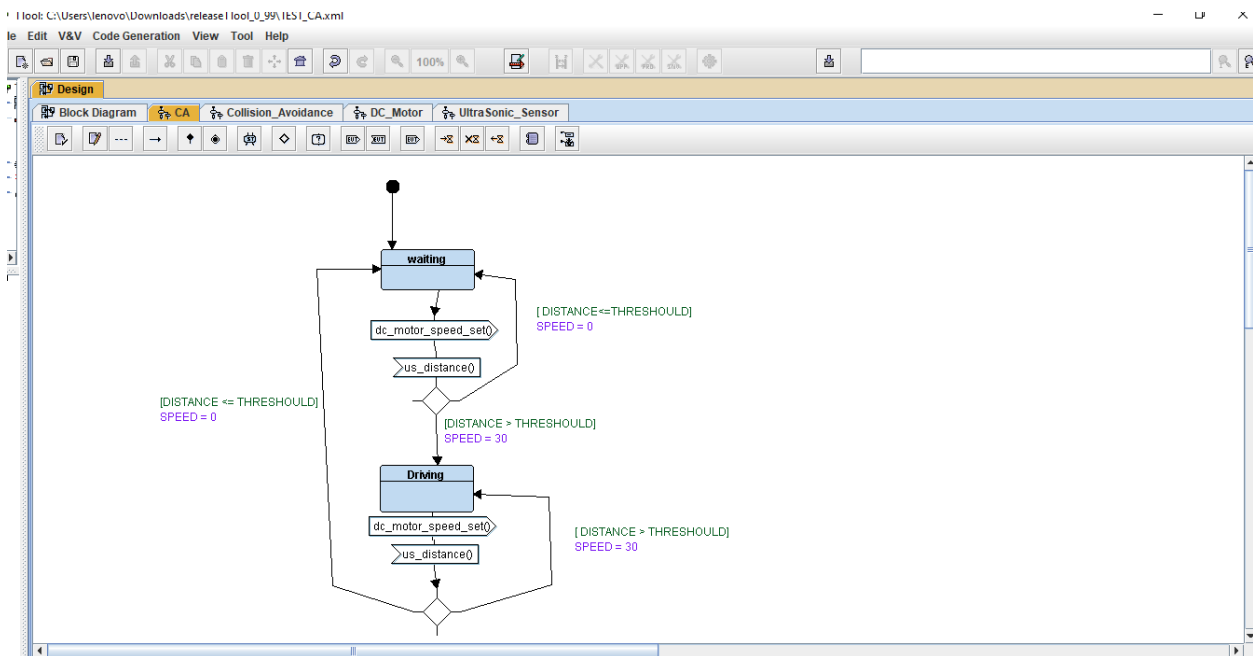 TTool: C:\Users\lenovo\Downloads\releaseTTool_0_99\TEST_CA.xml
le Edit V&V Code Generation View Tool Help
100%
Design
Block Diagram CA Collision_Avoidance DC_Motor UltraSonic_Sensor
waiting
[ DISTANCE<=THRESHOULD]
SPEED = 0
dc_motor_speed_set()
us_distance()
[DISTANCE <= THRESHOULD]
SPEED = 0
[DISTANCE > THRESHOULD]
SPEED = 30
Driving
dc_motor_speed_set()
[ DISTANCE > THRESHOULD]
SPEED = 30
us_distance()